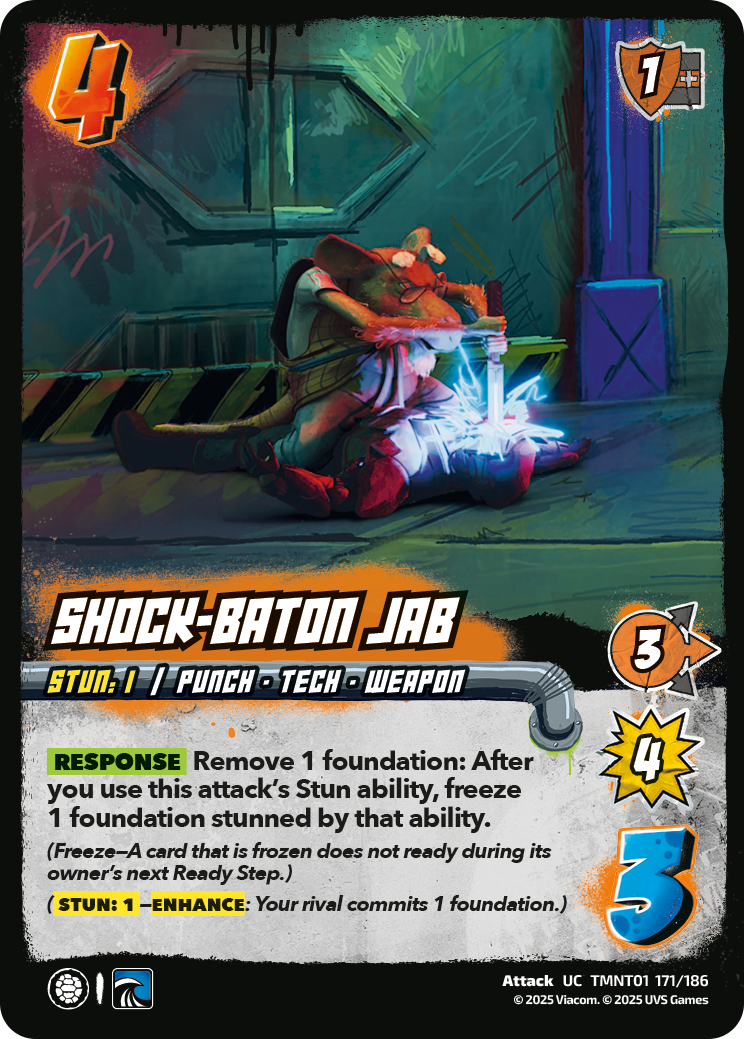 4
1
SHOCK-BATON JAB
3
STUN: 1 / PUNCH • TECH • WEAPON
4
RESPONSE Remove 1 foundation: After
you use this attack's Stun ability, freeze
1 foundation stunned by that ability.
(Freeze—A card that is frozen does not ready during its
owner's next Ready Step.)
3
( STUN: 1 —ENHANCE: Your rival commits 1 foundation.)
Attack UC TMNT01 171/186
© 2025 Viacom. © 2025 UVS Games